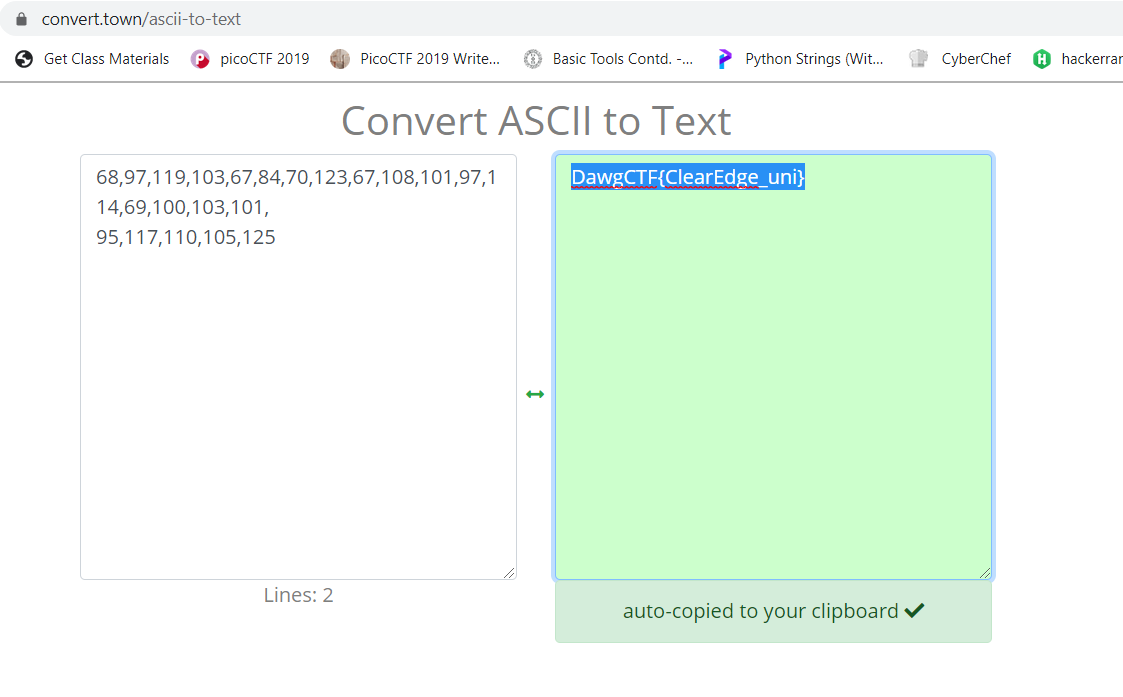 convert.town/ascii-to-text
Get Class Materials picoCTF 2019 PicoCTF 2019 Write... Basic Tools Contd. -... Python Strings (Wit... CyberChef hackerran
Convert ASCII to Text
68,97,119,103,67,84,70,123,67,108,101,97,1
14,69,100,103,101,
95,117,110,105,125
DawgCTF{ClearEdge_uni}
Lines: 2
auto-copied to your clipboard